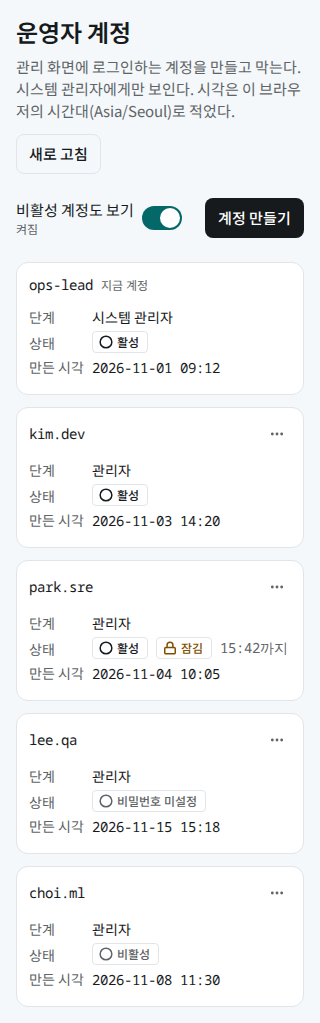 운영자 계정
관리 화면에 로그인하는 계정을 만들고 막는다.
시스템 관리자에게만 보인다. 시각은 이 브라우
저의 시간대(Asia/Seoul)로 적었다.
새로 고침
비활성 계정도 보기
켜짐
계정 만들기
ops-lead 지금 계정
단계 시스템 관리자
상태 활성
만든 시각 2026-11-01 09:12
kim.dev
단계 관리자
상태 활성
만든 시각 2026-11-03 14:20
park.sre
단계 관리자
상태 활성 잠김 15:42까지
만든 시각 2026-11-04 10:05
lee.qa
단계 관리자
상태 비밀번호 미설정
만든 시각 2026-11-15 15:18
choi.ml
단계 관리자
상태 비활성
만든 시각 2026-11-08 11:30